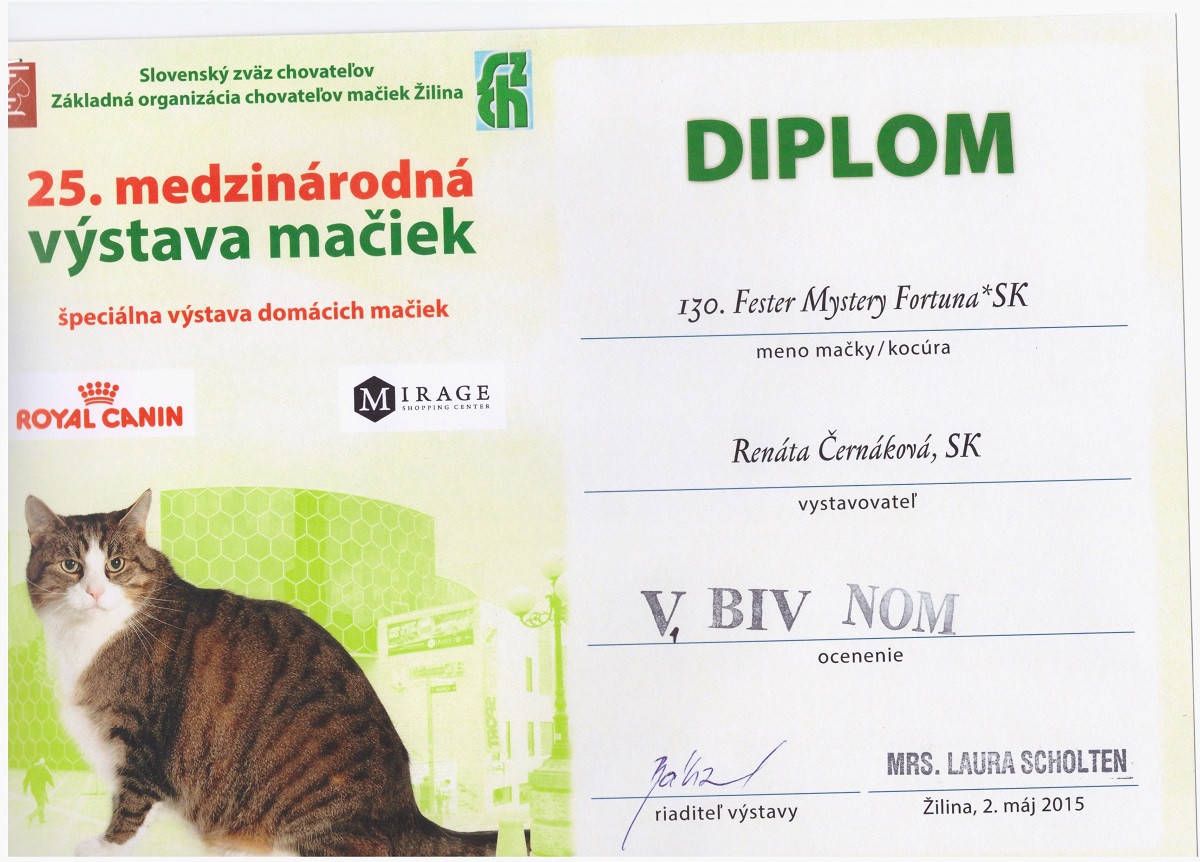 Slovenský zväz chovateľov
Základná organizácia chovateľov mačiek Žilina
szch
25. medzinárodná
výstava mačiek
špeciálna výstava domácich mačiek
ROYAL CANIN
MIRAGE
SHOPPING CENTER
DIPLOM
130. Fester Mystery Fortuna*SK
meno mačky/kocúra
Renáta Černáková, SK
vystavovateľ
V1 BIV NOM
ocenenie
riaditeľ výstavy
MRS. LAURA SCHOLTEN
Žilina, 2. máj 2015